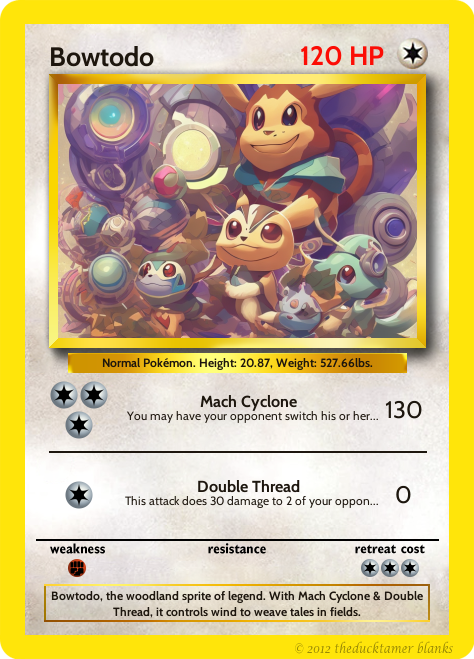 Bowtodo
120 HP
Normal Pokémon. Height: 20.87, Weight: 527.66lbs.
Mach Cyclone
You may have your opponent switch his or her...
130
Double Thread
This attack does 30 damage to 2 of your oppon...
0
weakness
resistance
retreat cost
Bowtodo, the woodland sprite of legend. With Mach Cyclone & Double
Thread, it controls wind to weave tales in fields.
© 2012 theducktamer blanks